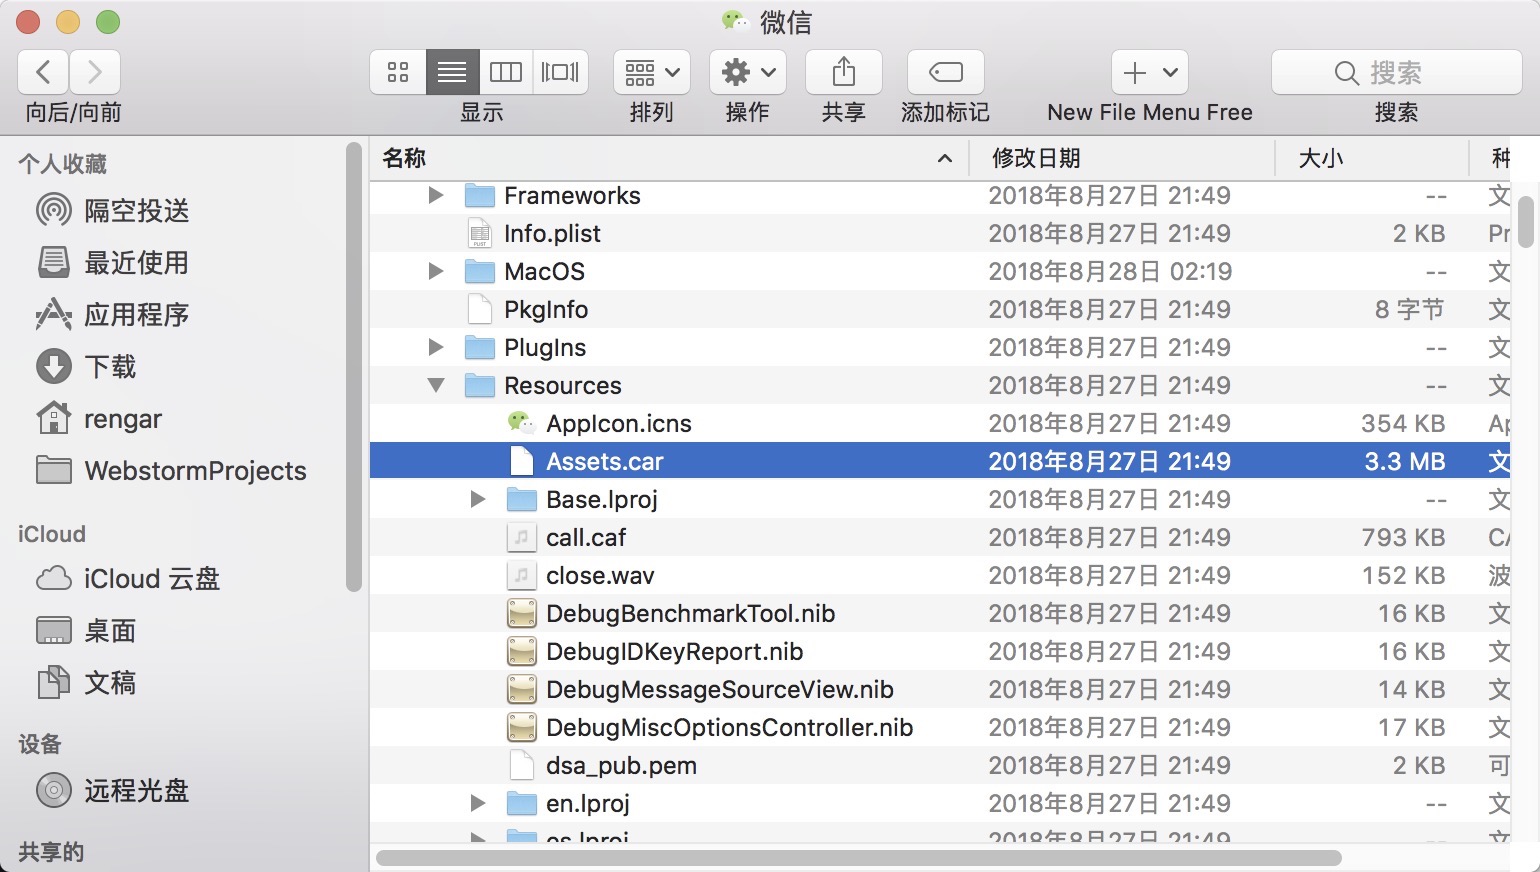 微信
向后/向前
显示
排列
操作
共享
添加标记
New File Menu Free
搜索
搜索
个人收藏
隔空投送
最近使用
应用程序
下载
rengar
WebstormProjects
iCloud
iCloud 云盘
桌面
文稿
设备
远程光盘
共享的
名称 修改日期 大小 种
Frameworks 2018年8月27日 21:49 -- 文
Info.plist 2018年8月27日 21:49 2 KB Pr
MacOS 2018年8月28日 02:19 -- 文
PkgInfo 2018年8月27日 21:49 8 字节 文
PlugIns 2018年8月27日 21:49 -- 文
Resources 2018年8月27日 21:49 -- 文
AppIcon.icns 2018年8月27日 21:49 354 KB Ap
Assets.car 2018年8月27日 21:49 3.3 MB 文
Base.lproj 2018年8月27日 21:49 -- 文
call.caf 2018年8月27日 21:49 793 KB CA
close.wav 2018年8月27日 21:49 152 KB 波
DebugBenchmarkTool.nib 2018年8月27日 21:49 16 KB 文
DebugIDKeyReport.nib 2018年8月27日 21:49 16 KB 文
DebugMessageSourceView.nib 2018年8月27日 21:49 14 KB 文
DebugMiscOptionsController.nib 2018年8月27日 21:49 17 KB 文
dsa_pub.pem 2018年8月27日 21:49 2 KB 可
en.lproj 2018年8月27日 21:49 -- 文
es.lproj 2018年8月27日 21:49 -- 文